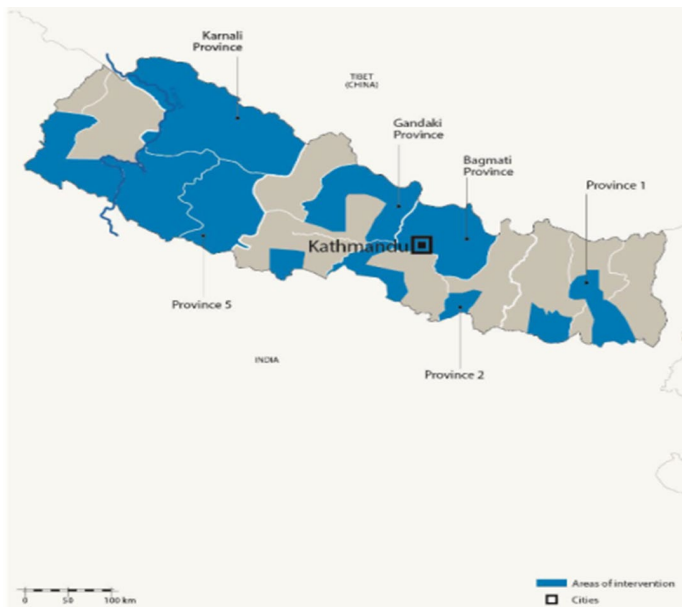 Karnali
Province
TIBET
(CHINA)
Gandaki
Province
Bagmati
Province
Province 1
Kathmandu
Province 5
INDIA
Province 2
0 50 100 km
Areas of intervention
Cities